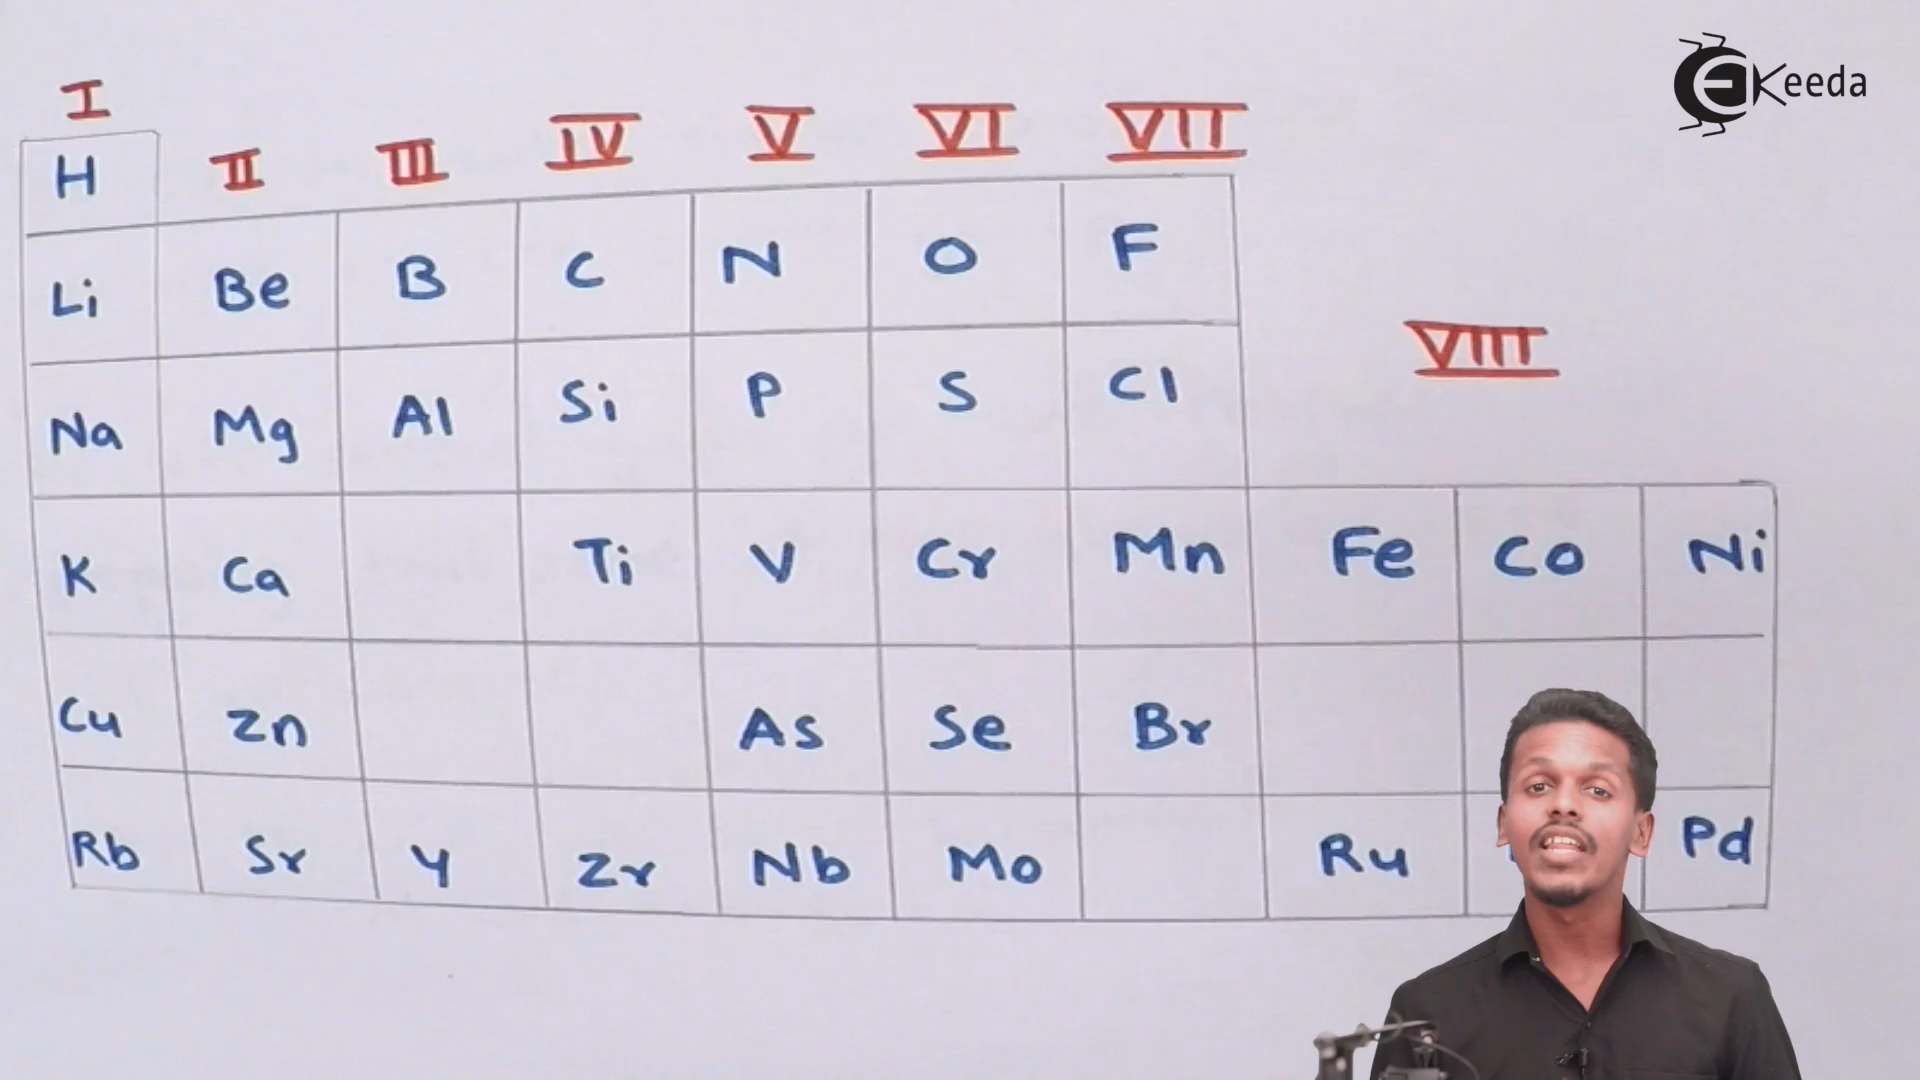 EKeeda
I II III IV V VI VII
H
Li Be B C N O F
VIII
Na Mg Al Si P S Cl
K Ca Ti V Cr Mn Fe Co Ni
Cu Zn As Se Br
Rb Sr Y Zr Nb Mo Ru Pd